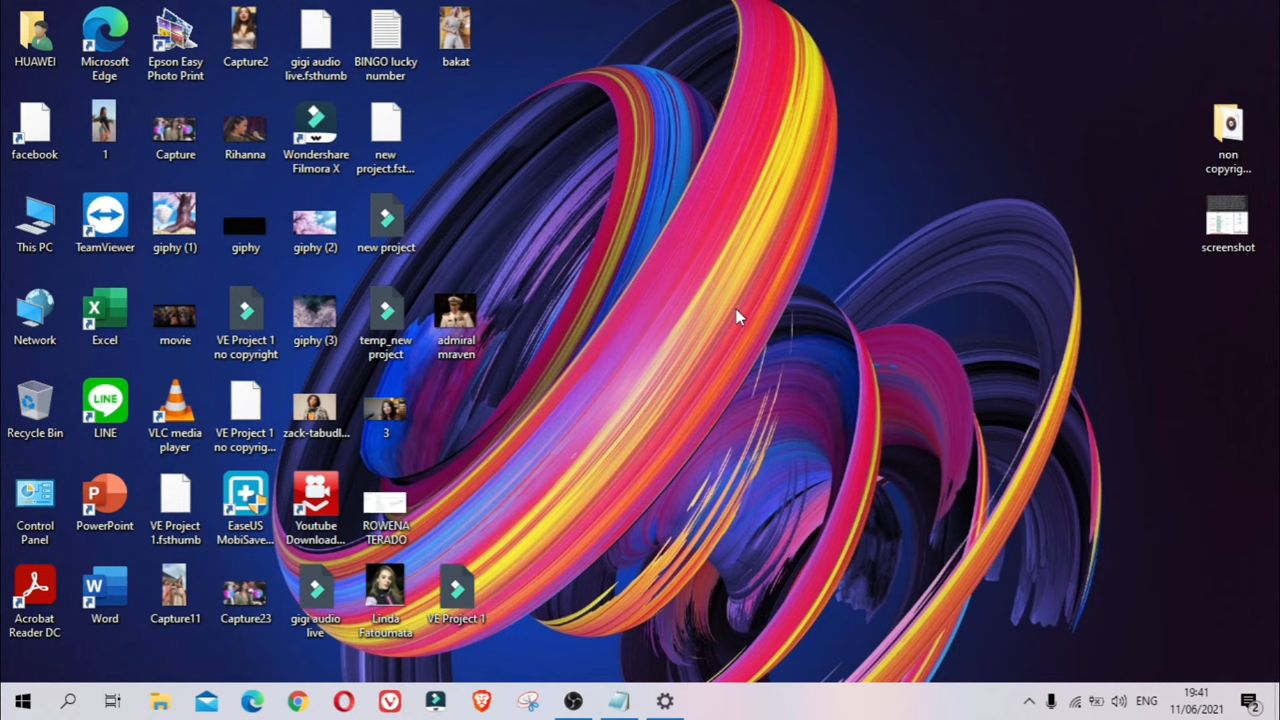 HUAWEI
Microsoft
Edge
Epson Easy
Photo Print
Capture2
gigi audio
live.fsthumb
BINGO lucky
number
bakat
facebook
1
Capture
Rihanna
Wondershare
Filmora X
new
project.fst...
non
copyrig...
This PC
TeamViewer
giphy (1)
giphy
giphy (2)
new project
screenshot
Network
Excel
movie
VE Project 1
no copyright
giphy (3)
temp_new
project
admiral
mraven
Recycle Bin
LINE
VLC media
player
VE Project 1
no copyrig...
zack-tabudl...
3
Control
Panel
PowerPoint
VE Project
1.fsthumb
EaseUS
MobiSave...
Youtube
Download...
ROWENA
TERADO
Acrobat
Reader DC
Word
Capture11
Capture23
gigi audio
live
Linda
Fatoumata
VE Project 1
ENG
19:41
11/06/2021
2